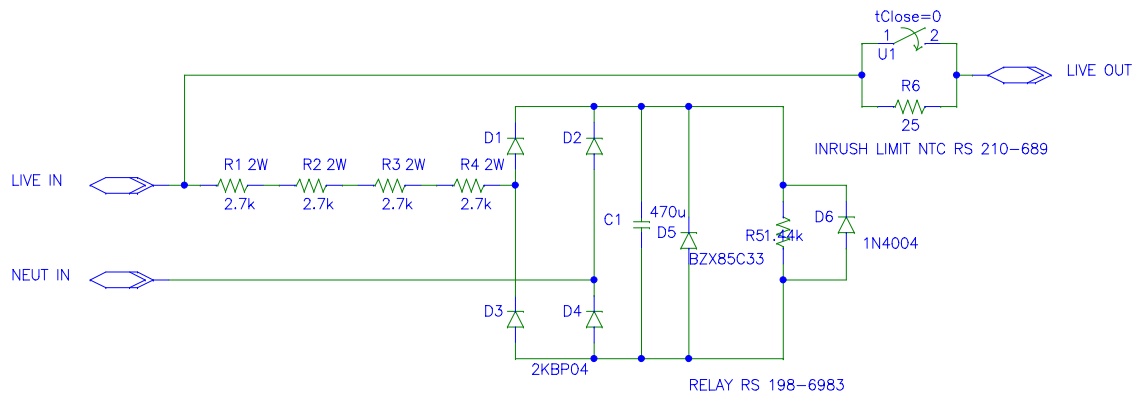 tClose=0
1 2
U1
LIVE OUT
R6
25
INRUSH LIMIT NTC RS 210-689
D1 D2
R1 2W R2 2W R3 2W R4 2W
LIVE IN
2.7k 2.7k 2.7k 2.7k
C1 470u
D5
BZX85C33
R5 1.44k
D6
1N4004
NEUT IN
D3 D4
2KBP04
RELAY RS 198-6983